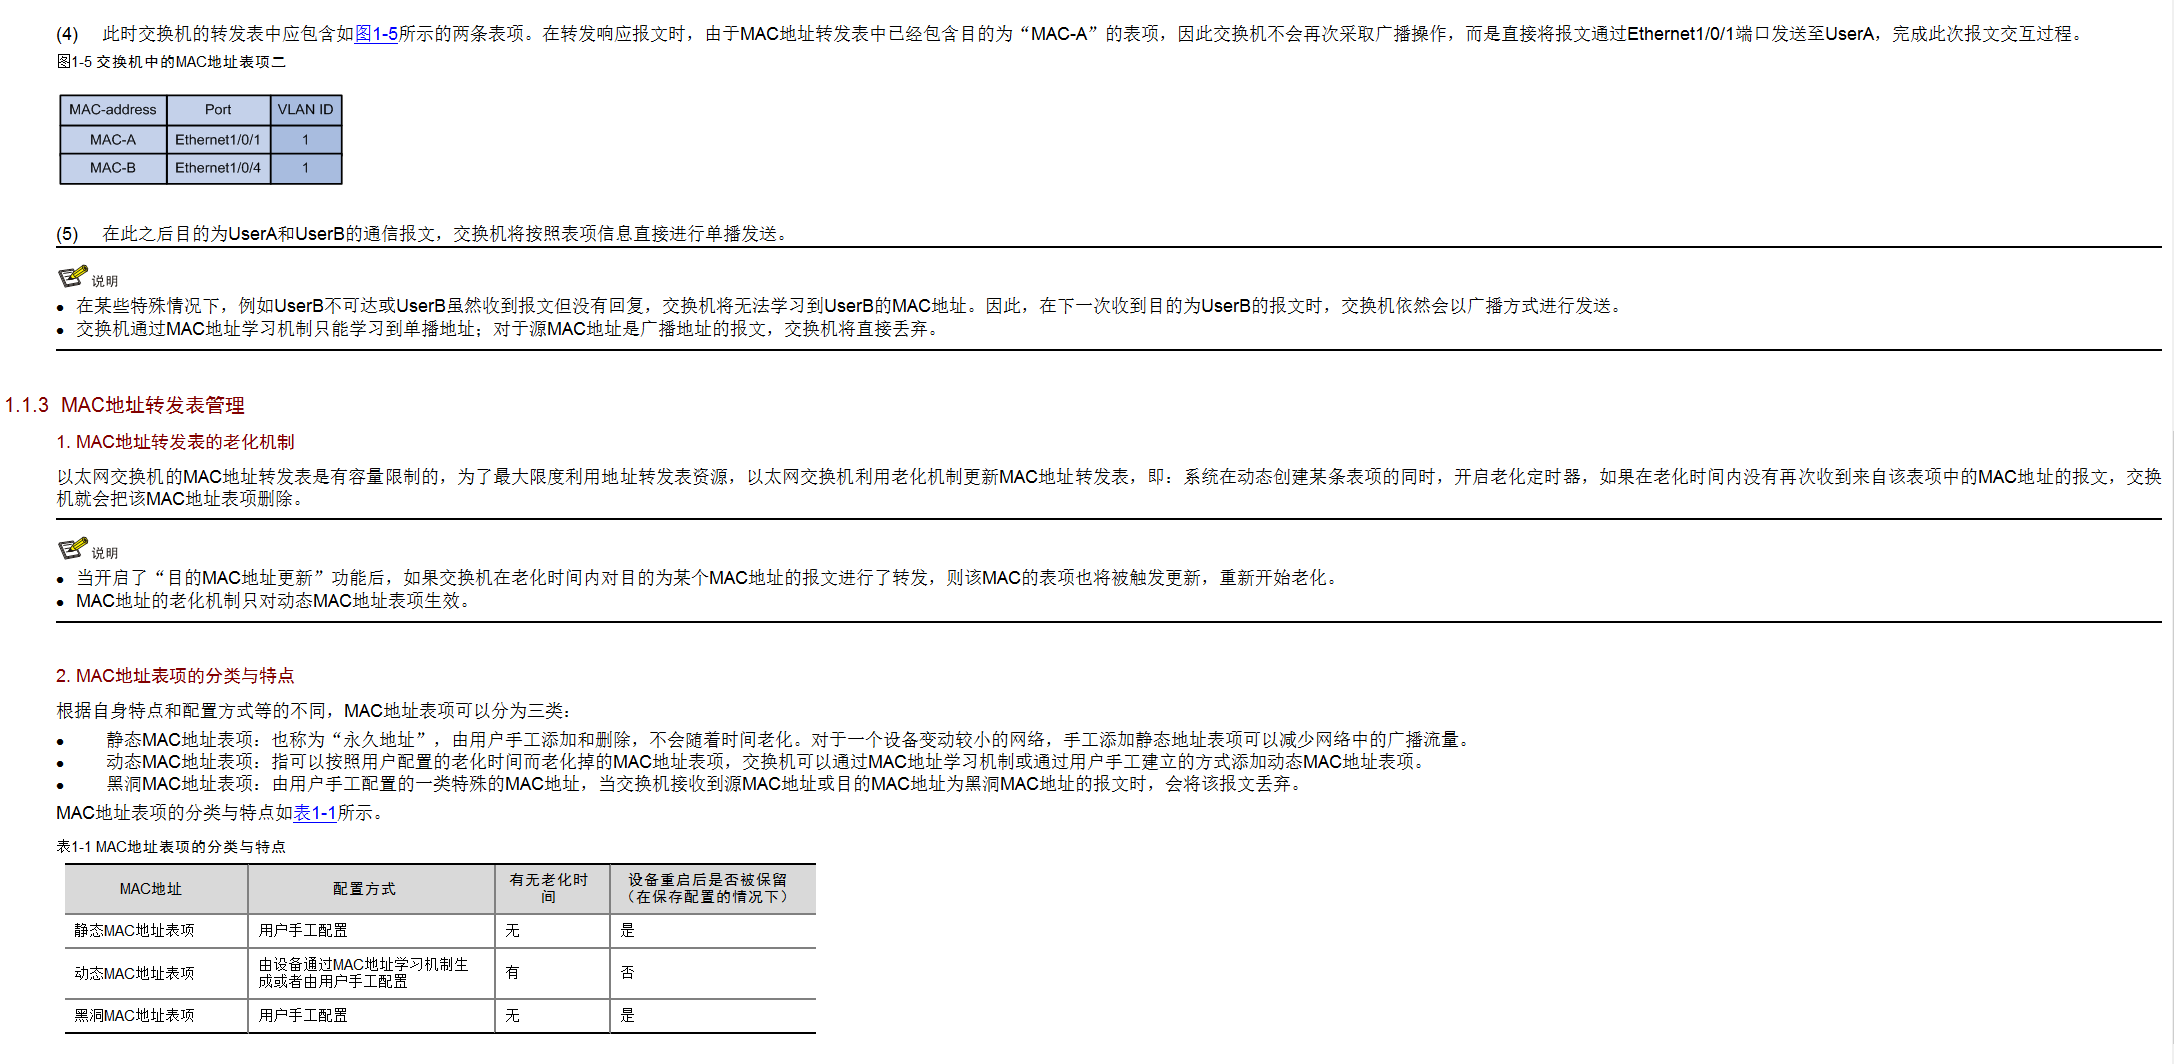 (4) 此时交换机的转发表中应包含如图1-5所示的两条表项。在转发响应报文时，由于MAC地址转发表中已经包含目的为“MAC-A”的表项，因此交换机不会再次采取广播操作，而是直接将报文通过Ethernet1/0/1端口发送至UserA，完成此次报文交互过程。
图1-5 交换机中的MAC地址表项二
MAC-address Port VLAN ID
MAC-A Ethernet1/0/1 1
MAC-B Ethernet1/0/4 1
(5) 在此之后目的为UserA和UserB的通信报文，交换机将按照表项信息直接进行单播发送。
说明
● 在某些特殊情况下，例如UserB不可达或UserB虽然收到报文但没有回复，交换机将无法学习到UserB的MAC地址。因此，在下一次收到目的为UserB的报文时，交换机依然会以广播方式进行发送。
● 交换机通过MAC地址学习机制只能学习到单播地址；对于源MAC地址是广播地址的报文，交换机将直接丢弃。
1.1.3 MAC地址转发表管理
1. MAC地址转发表的老化机制
以太网交换机的MAC地址转发表是有容量限制的，为了最大限度利用地址转发表资源，以太网交换机利用老化机制更新MAC地址转发表，即：系统在动态创建某条表项的同时，开启老化定时器，如果在老化时间内没有再次收到来自该表项中的MAC地址的报文，交换
机就会把该MAC地址表项删除。
说明
● 当开启了“目的MAC地址更新”功能后，如果交换机在老化时间内对目的为某个MAC地址的报文进行了转发，则该MAC的表项也将被触发更新，重新开始老化。
● MAC地址的老化机制只对动态MAC地址表项生效。
2. MAC地址表项的分类与特点
根据自身特点和配置方式等的不同，MAC地址表项可以分为三类：
● 静态MAC地址表项：也称为“永久地址”，由用户手工添加和删除，不会随着时间老化。对于一个设备变动较小的网络，手工添加静态地址表项可以减少网络中的广播流量。
● 动态MAC地址表项：指可以按照用户配置的老化时间而老化掉的MAC地址表项，交换机可以通过MAC地址学习机制或通过用户手工建立的方式添加动态MAC地址表项。
● 黑洞MAC地址表项：由用户手工配置的一类特殊的MAC地址，当交换机接收到源MAC地址或目的MAC地址为黑洞MAC地址的报文时，会将该报文丢弃。
MAC地址表项的分类与特点如表1-1所示。
表1-1 MAC地址表项的分类与特点
MAC地址 配置方式 有无老化时 设备重启后是否被保留
间 （在保存配置的情况下）
静态MAC地址表项 用户手工配置 无 是
动态MAC地址表项 由设备通过MAC地址学习机制生 有 否
成或者由用户手工配置
黑洞MAC地址表项 用户手工配置 无 是